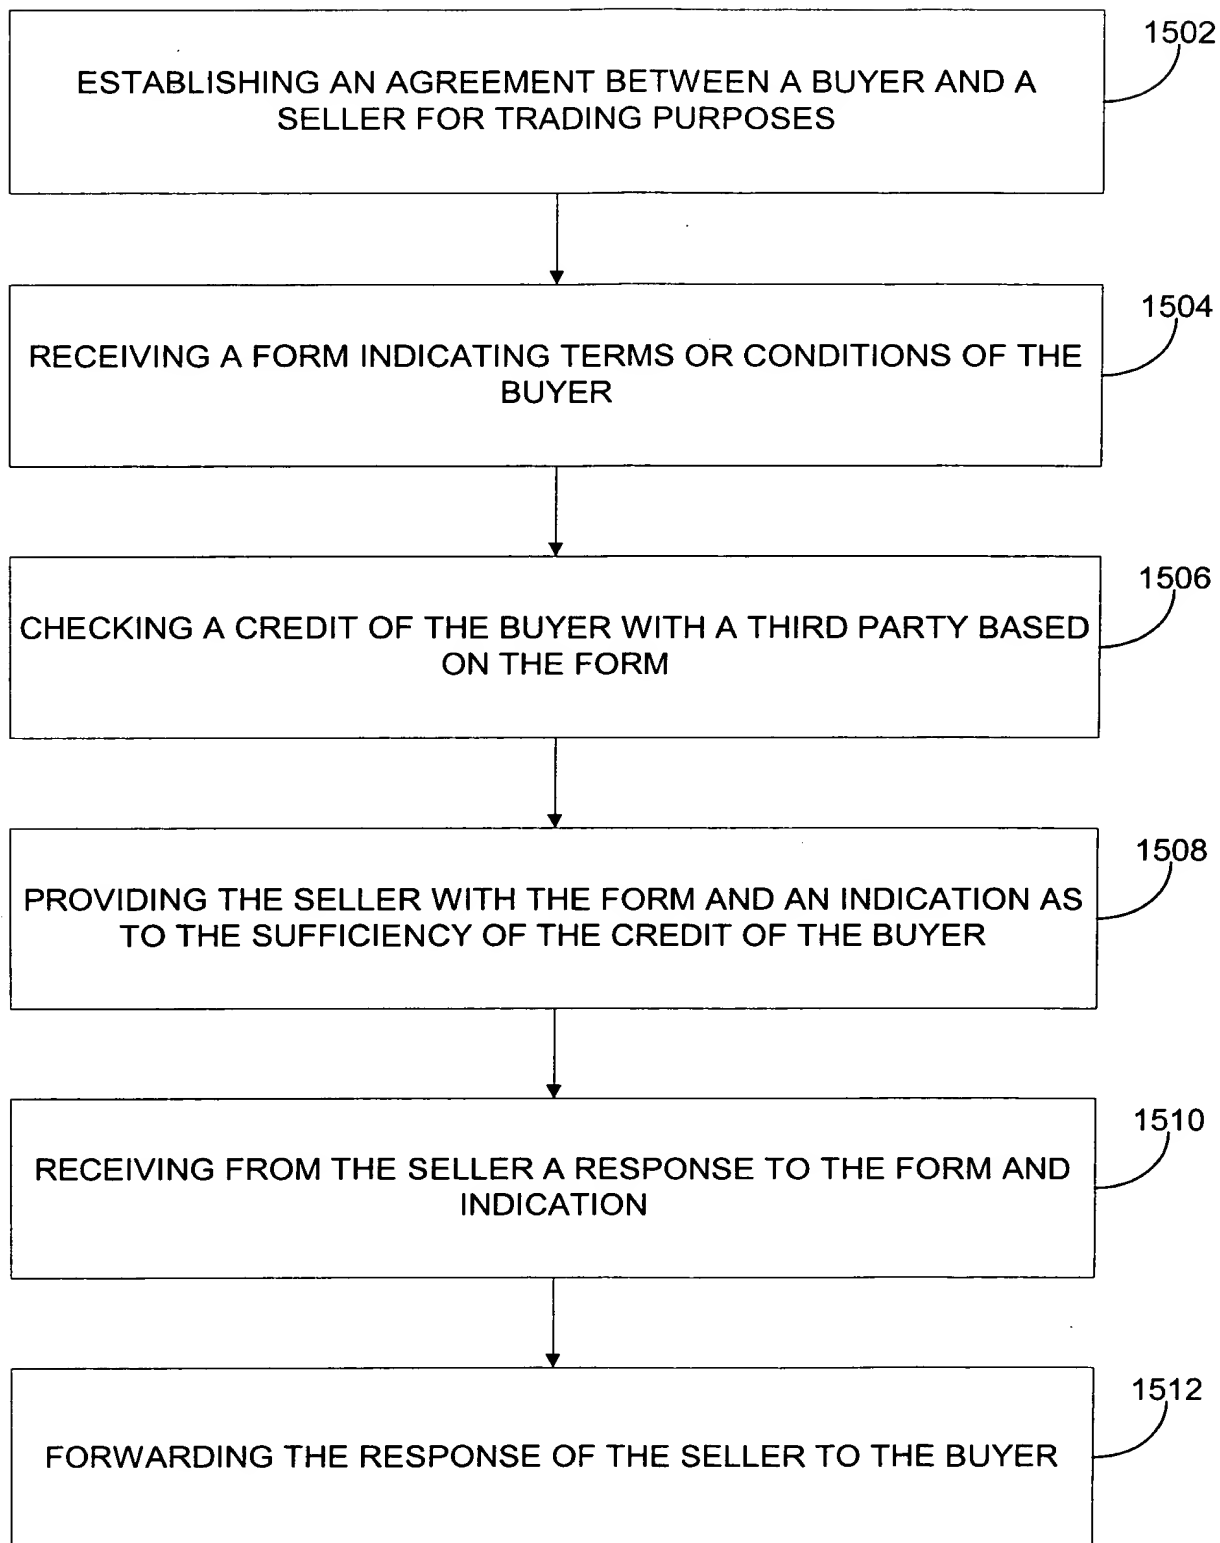 1502
ESTABLISHING AN AGREEMENT BETWEEN A BUYER AND A
SELLER FOR TRADING PURPOSES
1504
RECEIVING A FORM INDICATING TERMS OR CONDITIONS OF THE
BUYER
1506
CHECKING A CREDIT OF THE BUYER WITH A THIRD PARTY BASED
ON THE FORM
1508
PROVIDING THE SELLER WITH THE FORM AND AN INDICATION AS
TO THE SUFFICIENCY OF THE CREDIT OF THE BUYER
1510
RECEIVING FROM THE SELLER A RESPONSE TO THE FORM AND
INDICATION
1512
FORWARDING THE RESPONSE OF THE SELLER TO THE BUYER